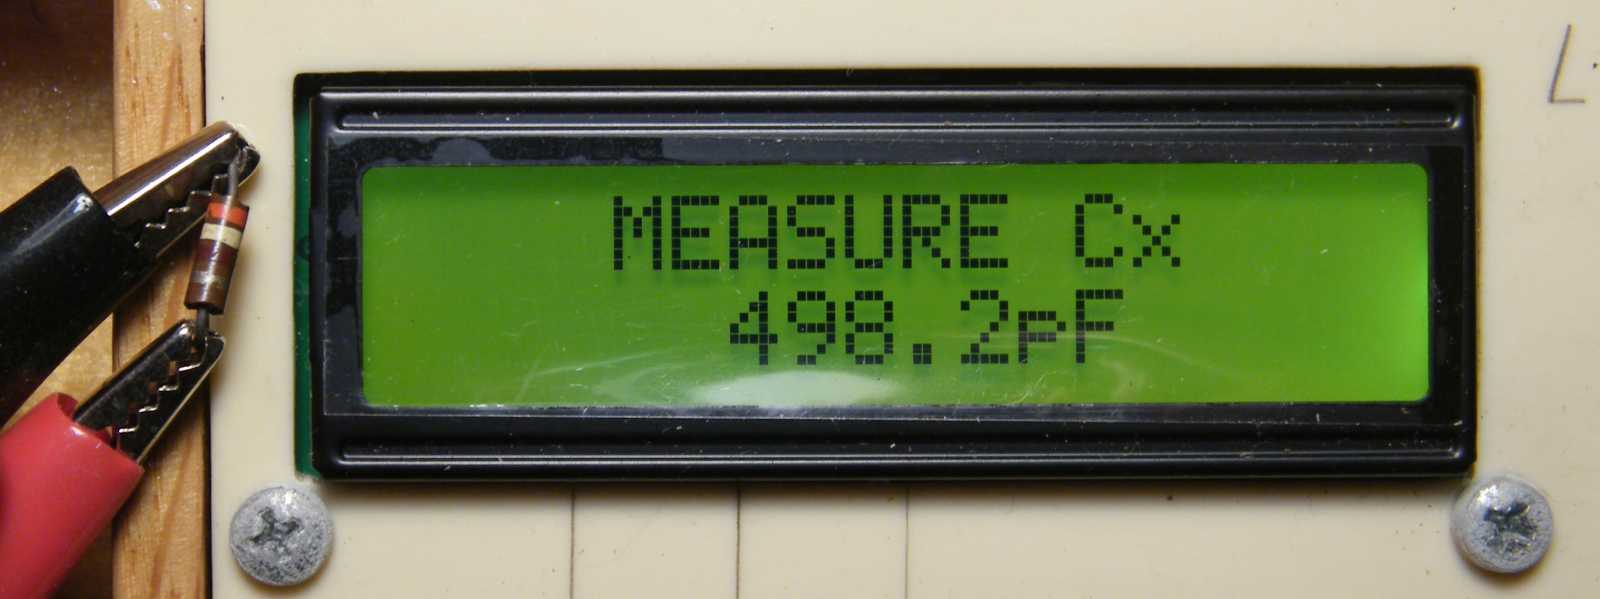 MEASURE Cx
498.2pF
L